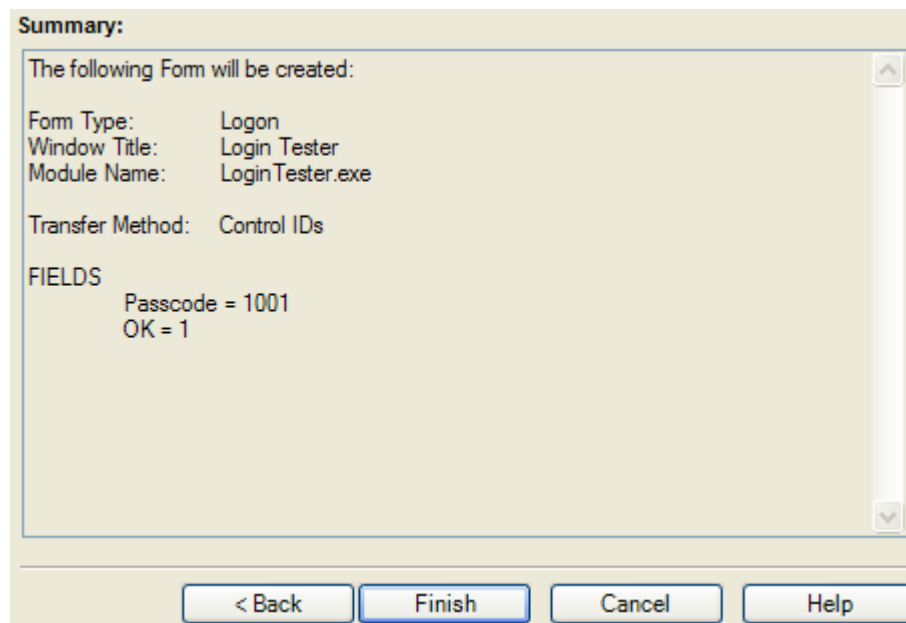 Summary:
The following Form will be created:
Form Type: Logon
Window Title: Login Tester
Module Name: LoginTester.exe
Transfer Method: Control IDs
FIELDS
Passcode = 1001
OK = 1
< Back Finish Cancel Help